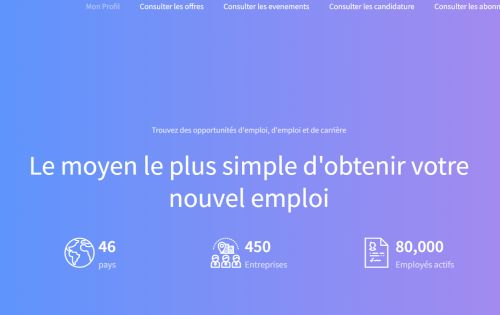 Mon Profil Consulter les offres Consulter les evenements Consulter les candidature Consulter les abonn
Trouvez des opportunités d'emploi, d'emploi et de carrière
Le moyen le plus simple d'obtenir votre
nouvel emploi
46 450 80,000
pays Entreprises Employés actifs